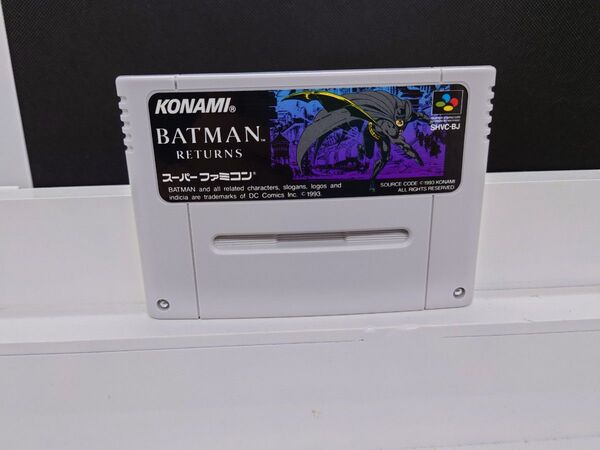 KONAMI®
BATMAN™
RETURNS
スーパーファミコン®
BATMAN and all related characters, slogans, logos and
indicia are trademarks of DC Comics Inc. ©1993.
SHVC-BJ
SOURCE CODE ©1993 KONAMI
ALL RIGHTS RESERVED